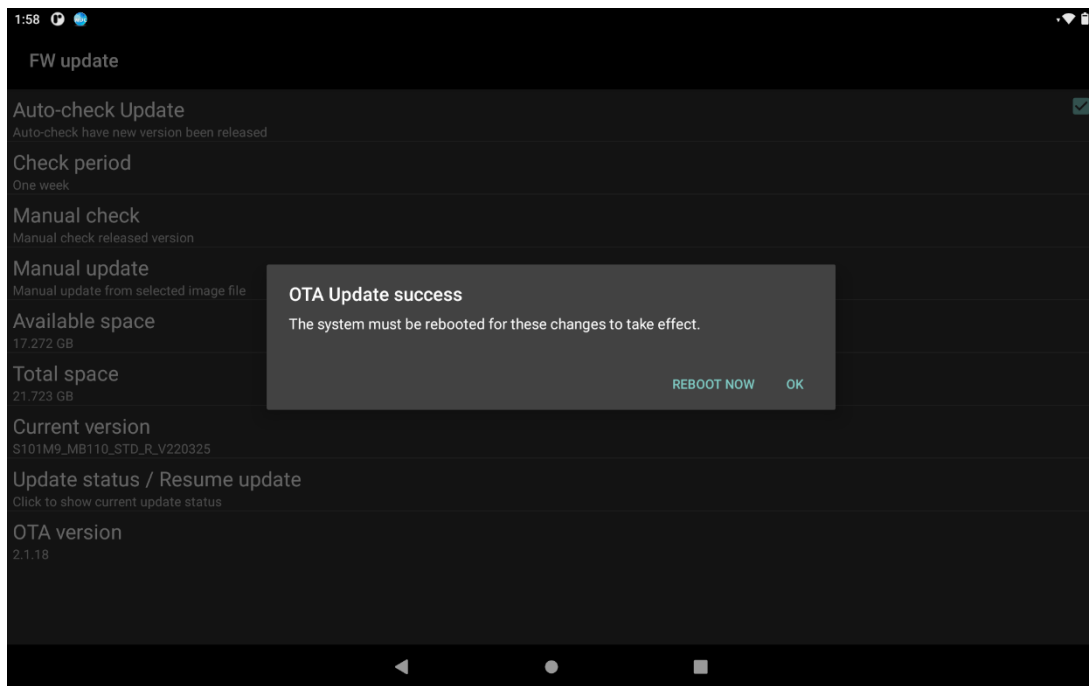 1:58
FW update
Auto-check Update
Auto-check have new version been released
Check period
One week
Manual check
Manual check released version
Manual update
Manual update from selected image file
Available space
17.272 GB
Total space
21.723 GB
Current version
S101M9_MB110_STD_R_V220325
Update status / Resume update
Click to show current update status
OTA version
2.1.18
OTA Update success
The system must be rebooted for these changes to take effect.
REBOOT NOW OK